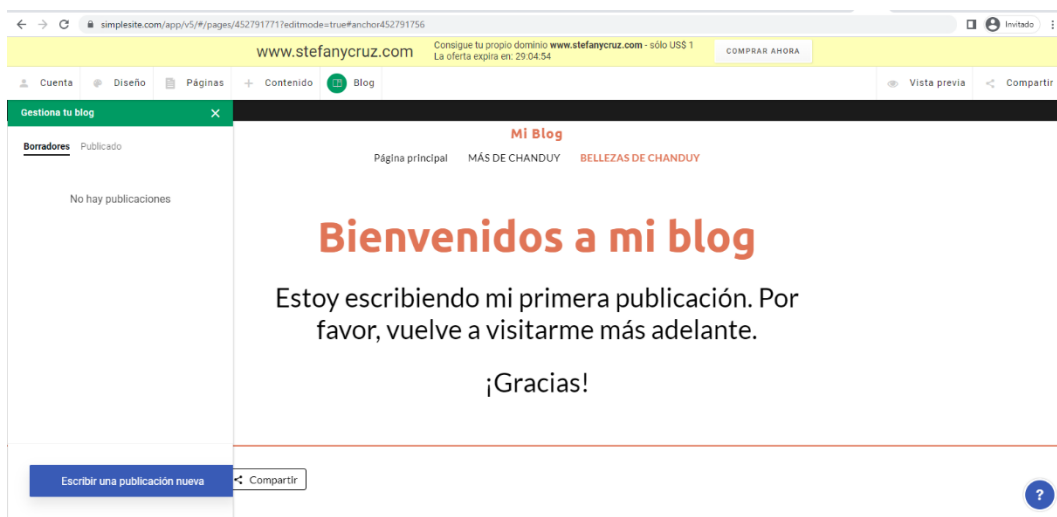 simplesite.com/app/v5/#/pages/452791771?editmode=true#anchor452791756
Invitado
www.stefanycruz.com
Consigue tu propio dominio www.stefanycruz.com - sólo US$ 1
La oferta expira en: 29:04:54
COMPRAR AHORA
Cuenta
Diseño
Páginas
+ Contenido
Blog
Vista previa
Compartir
Gestiona tu blog
Borradores Publicado
No hay publicaciones
Escribir una publicación nueva
Mi Blog
Página principal MÁS DE CHANDUY BELLEZAS DE CHANDUY
Bienvenidos a mi blog
Estoy escribiendo mi primera publicación. Por
favor, vuelve a visitarme más adelante.
¡Gracias!
Compartir
?